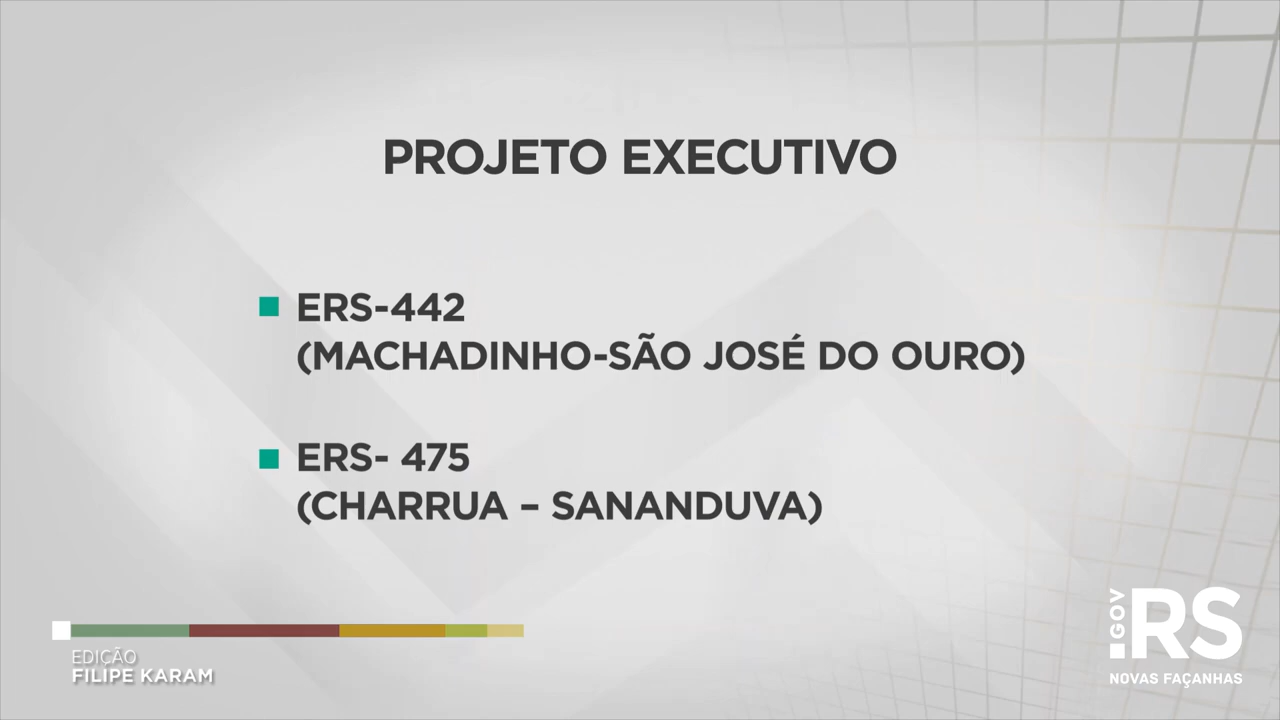 PROJETO EXECUTIVO
ERS-442
(MACHADINHO-SÃO JOSÉ DO OURO)
ERS- 475
(CHARRUA – SANANDUVA)
EDIÇÃO
FILIPE KARAM
.GOV
RS
NOVAS FAÇANHAS